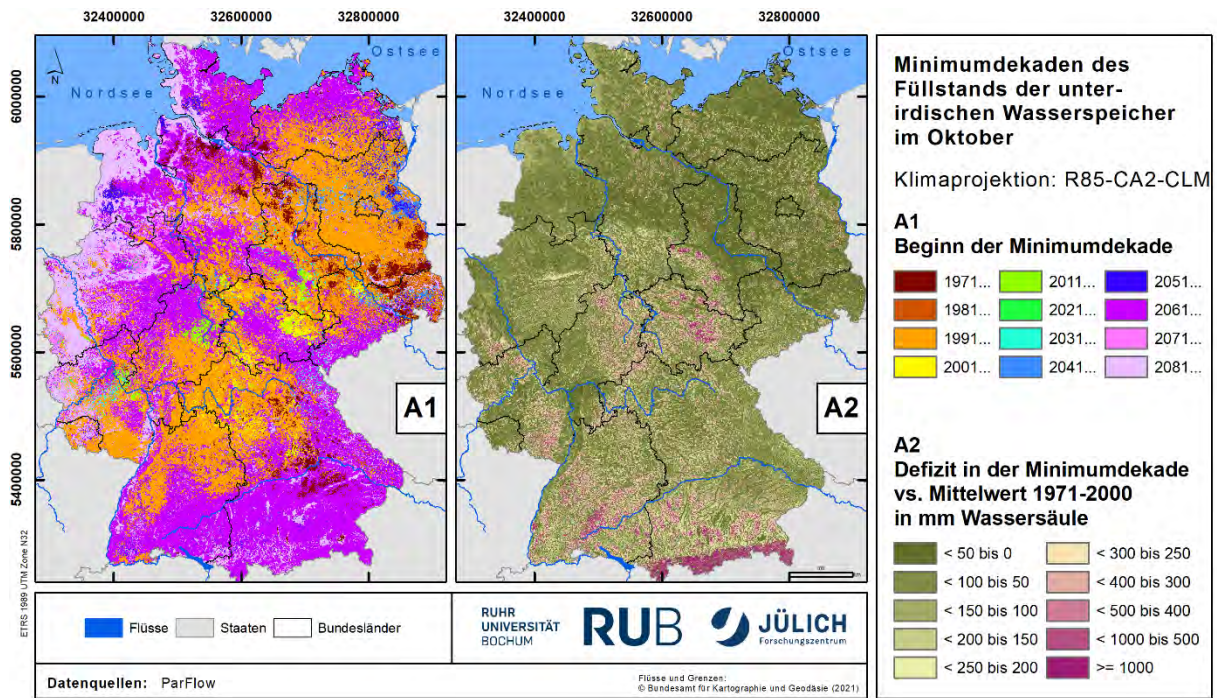 32400000 32600000 32800000
32400000 32600000 32800000
6000000
5800000
5600000
5400000
N
Nordsee
Ostsee
A1
Nordsee
Ostsee
A2
ETRS 1989 UTM Zone N32
Minimumdekaden des
Füllstands der unter-
irdischen Wasserspeicher
im Oktober
Klimaprojektion: R85-CA2-CLM
A1
Beginn der Minimumdekade
1971... 2011... 2051...
1981... 2021... 2061...
1991... 2031... 2071...
2001... 2041... 2081...
A2
Defizit in der Minimumdekade
vs. Mittelwert 1971-2000
in mm Wassersäule
< 50 bis 0 < 300 bis 250
< 100 bis 50 < 400 bis 300
< 150 bis 100 < 500 bis 400
< 200 bis 150 < 1000 bis 500
< 250 bis 200 >= 1000
Flüsse Staaten Bundesländer
RUHR
UNIVERSITÄT
BOCHUM
RUB
JÜLICH
Forschungszentrum
Datenquellen: ParFlow
Flüsse und Grenzen:
© Bundesamt für Kartographie und Geodäsie (2021)